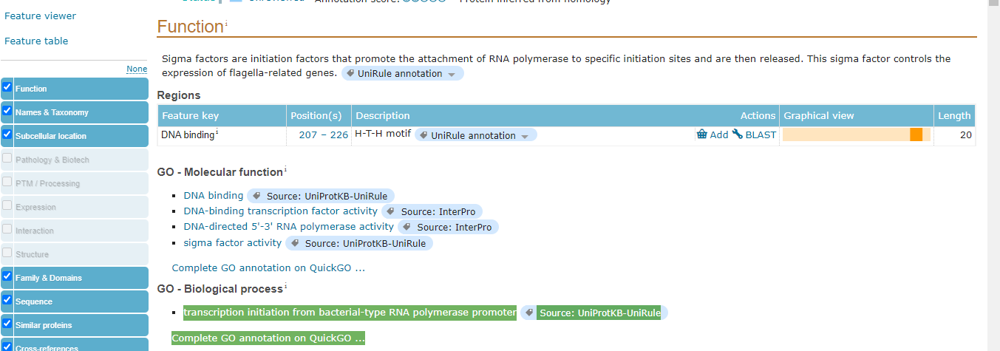 Feature viewer
Feature table
None
Function
Names & Taxonomy
Subcellular location
Pathology & Biotech
PTM / Processing
Expression
Interaction
Structure
Family & Domains
Sequence
Similar proteins
Cross-references
Status Unreviewed - Annotation score: - Protein inferred from homology
Function i
Sigma factors are initiation factors that promote the attachment of RNA polymerase to specific initiation sites and are then released. This sigma factor controls the
expression of flagella-related genes. UniRule annotation
Regions
Feature key Position(s) Description Actions Graphical view Length
DNA binding i 207 – 226 H-T-H motif UniRule annotation Add BLAST 20
GO - Molecular function i
DNA binding Source: UniProtKB-UniRule
DNA-binding transcription factor activity Source: InterPro
DNA-directed 5'-3' RNA polymerase activity Source: InterPro
sigma factor activity Source: UniProtKB-UniRule
Complete GO annotation on QuickGO ...
GO - Biological process i
transcription initiation from bacterial-type RNA polymerase promoter Source: UniProtKB-UniRule
Complete GO annotation on QuickGO ...